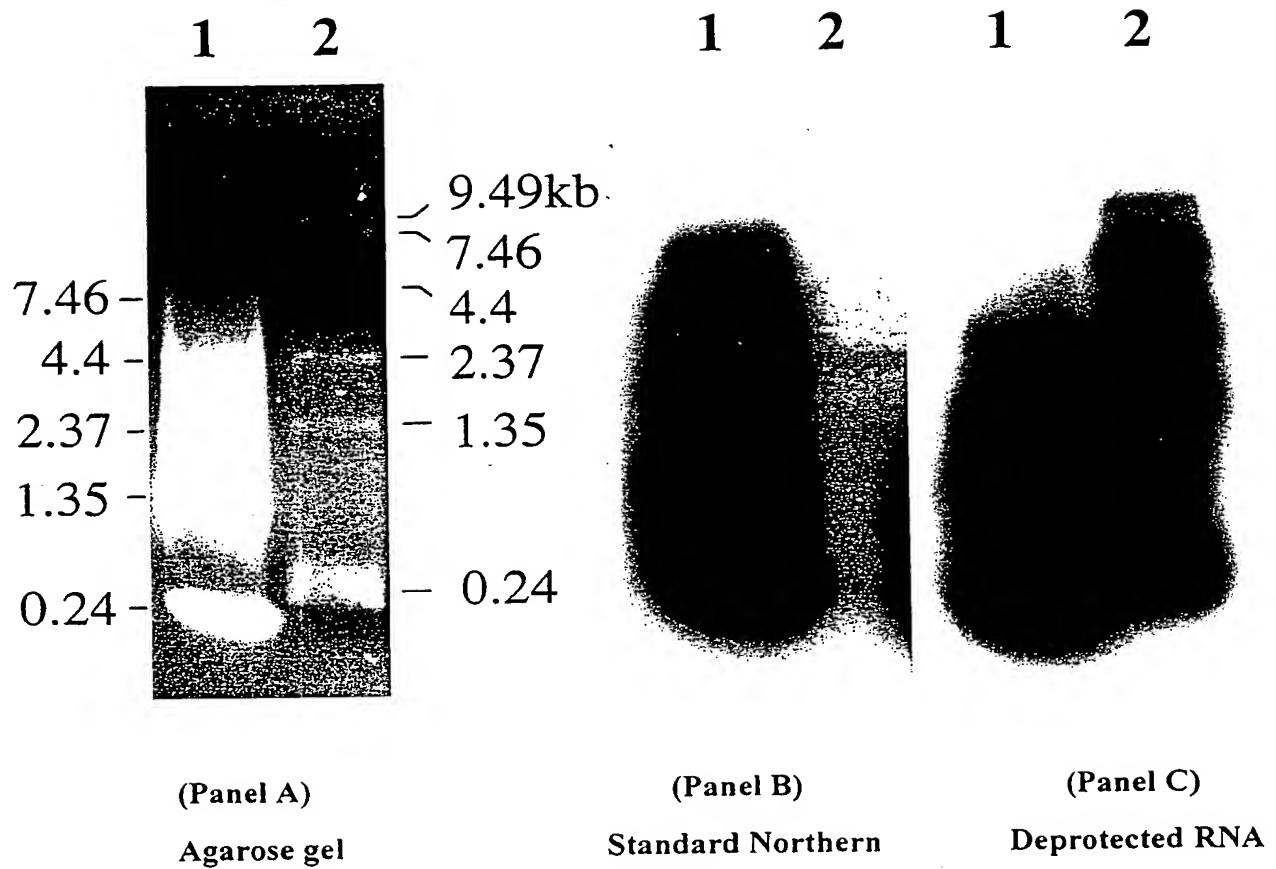 1 2 1 2 1 2
9.49kb
7.46
4.4
2.37
1.35
0.24
7.46
4.4
2.37
1.35
0.24
(Panel A)
Agarose gel
(Panel B)
Standard Northern
(Panel C)
Deprotected RNA